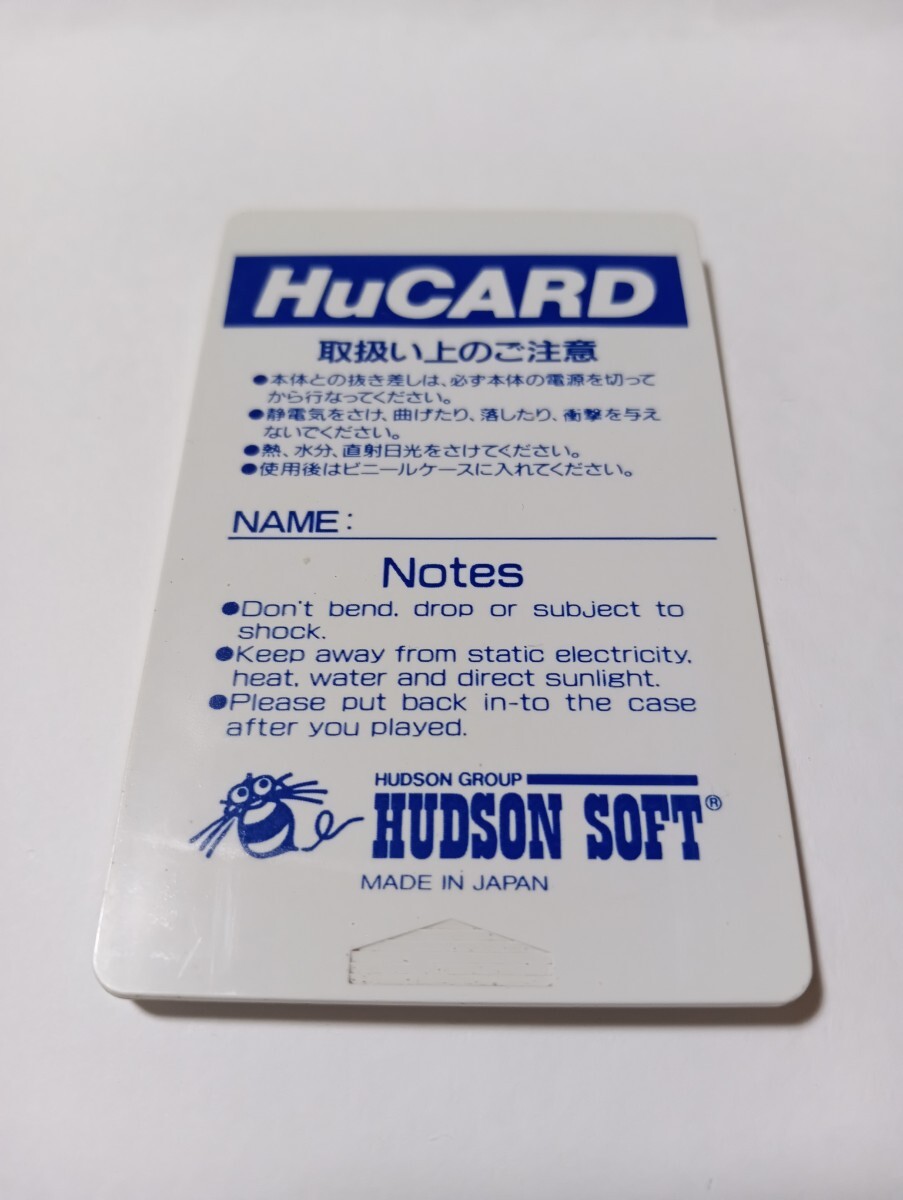 HuCARD
取扱い上のご注意
●本体との抜き差しは、必ず本体の電源を切って
から行なってください。
●静電気をさけ、曲げたり、落したり、衝撃を与え
ないでください。
●熱、水分、直射日光をさけてください。
●使用後はビニールケースに入れてください。
NAME:
Notes
●Don't bend, drop or subject to
shock.
●Keep away from static electricity,
heat, water and direct sunlight.
●Please put back in-to the case
after you played.
HUDSON GROUP
HUDSON SOFT®
MADE IN JAPAN